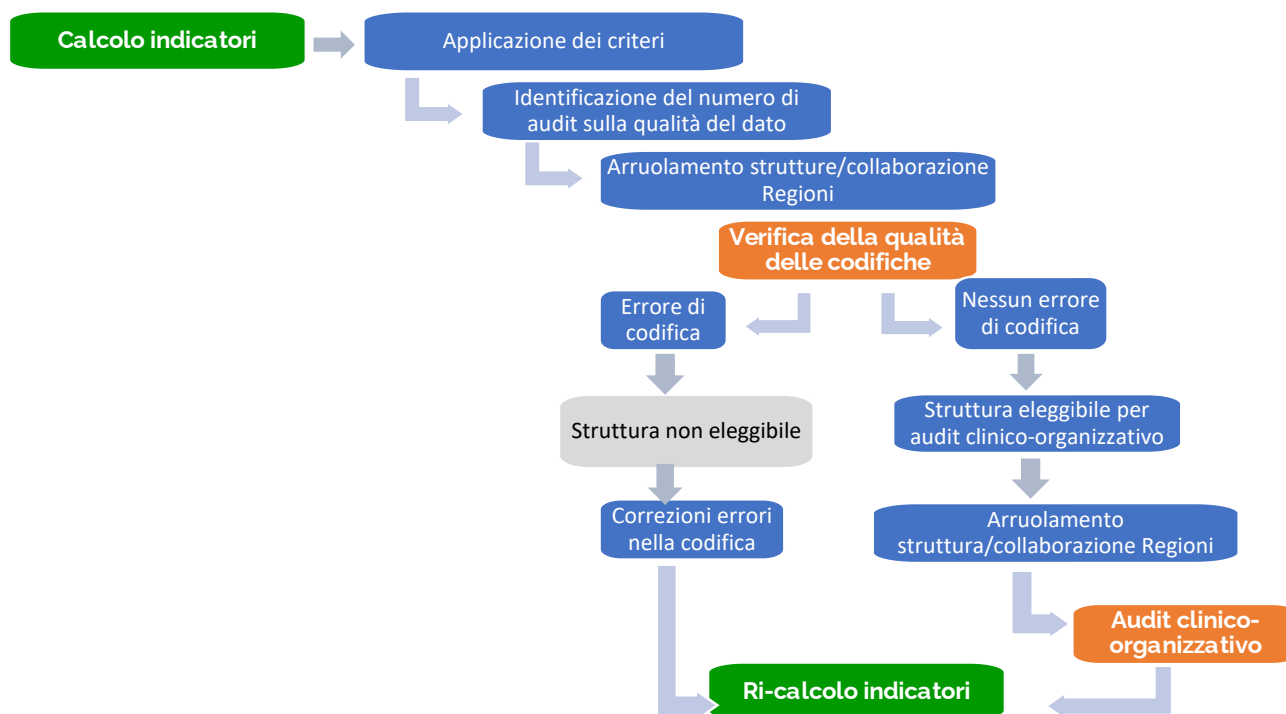 Calcolo indicatori
Applicazione dei criteri
Identificazione del numero di
audit sulla qualità del dato
Arruolamento strutture/collaborazione
Regioni
Verifica della qualità
delle codifiche
Errore di
codifica
Nessun errore
di codifica
Struttura non eleggibile
Struttura eleggibile per
audit clinico-organizzativo
Correzioni errori
nella codifica
Arruolamento
struttura/collaborazione Regioni
Audit clinico-
organizzativo
Ri-calcolo indicatori